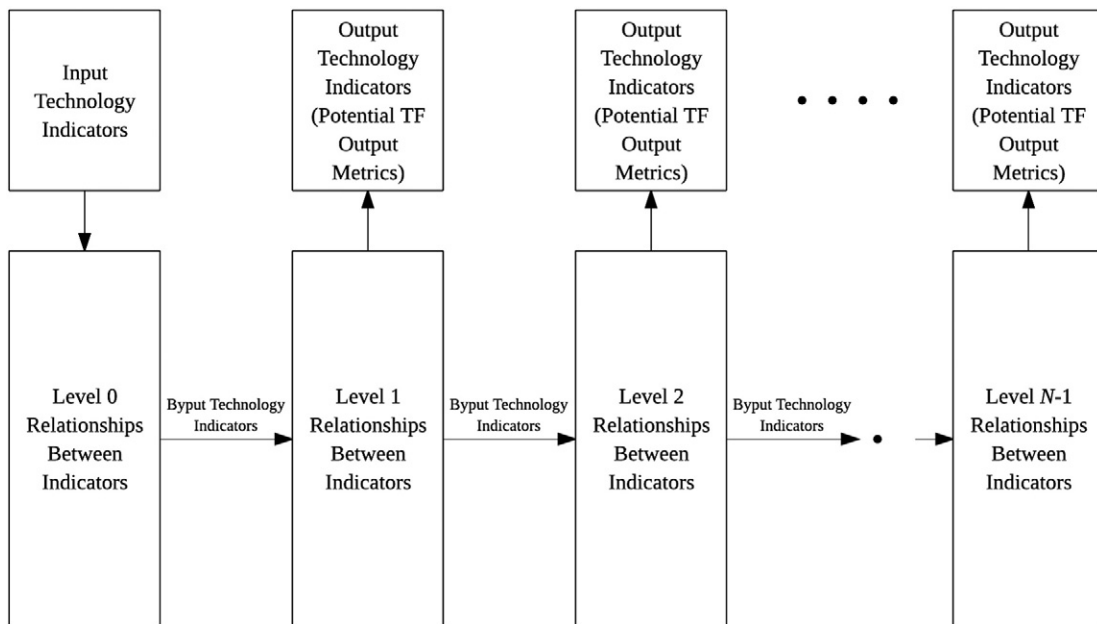 Input
Technology
Indicators
Output
Technology
Indicators
(Potential TF
Output
Metrics)
Output
Technology
Indicators
(Potential TF
Output
Metrics)
Output
Technology
Indicators
(Potential TF
Output
Metrics)
Level 0
Relationships
Between
Indicators
Byput Technology
Indicators
Level 1
Relationships
Between
Indicators
Byput Technology
Indicators
Level 2
Relationships
Between
Indicators
Byput Technology
Indicators
Level N-1
Relationships
Between
Indicators